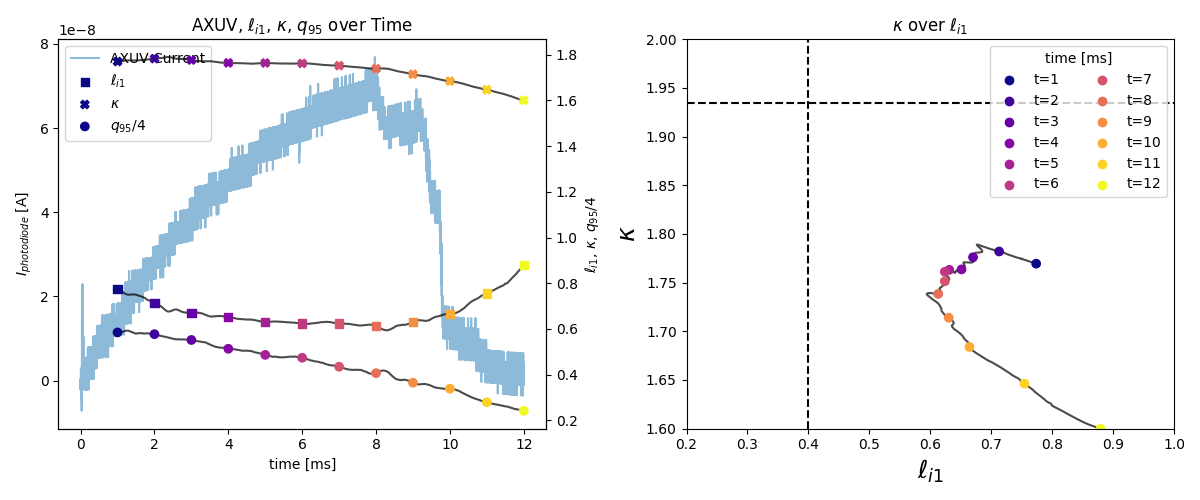 AXUV, ℓi1, κ, q95 over Time
1e−8
8
6
4
2
0
I photodiode [A]
AXUV Current
ℓi1
κ
q95/4
1.8
1.6
1.4
1.2
1.0
0.8
0.6
0.4
0.2
ℓi1, κ, q95/4
0 2 4 6 8 10 12
time [ms]
κ over ℓi1
2.00
1.95
1.90
1.85
1.80
1.75
1.70
1.65
1.60
κ
time [ms]
t=1 t=7
t=2 t=8
t=3 t=9
t=4 t=10
t=5 t=11
t=6 t=12
0.2 0.3 0.4 0.5 0.6 0.7 0.8 0.9 1.0
ℓi1